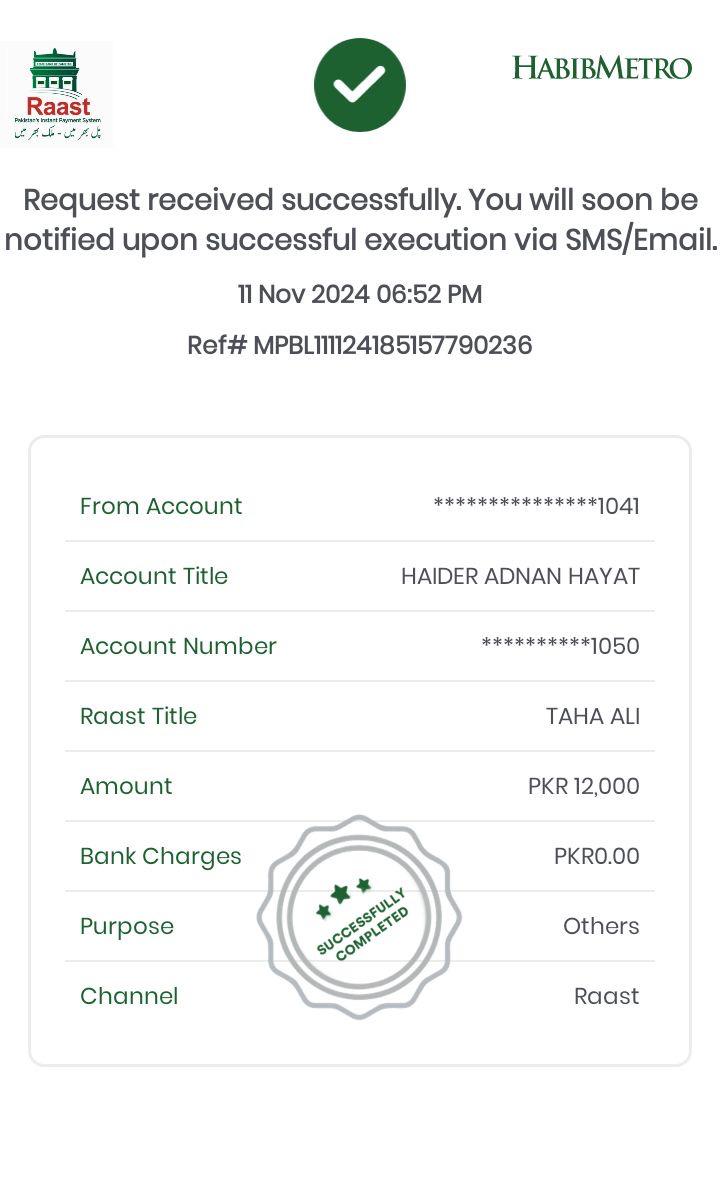 Raast
Pakistan's Instant Payment System
پل بھر میں - ملک بھر میں
HABIBMETRO
Request received successfully. You will soon be
notified upon successful execution via SMS/Email.
11 Nov 2024 06:52 PM
Ref# MPBL111124185157790236
From Account ***************1041
Account Title HAIDER ADNAN HAYAT
Account Number **********1050
Raast Title TAHA ALI
Amount PKR 12,000
Bank Charges PKR0.00
Purpose Others
Channel Raast
SUCCESSFULLY
COMPLETED